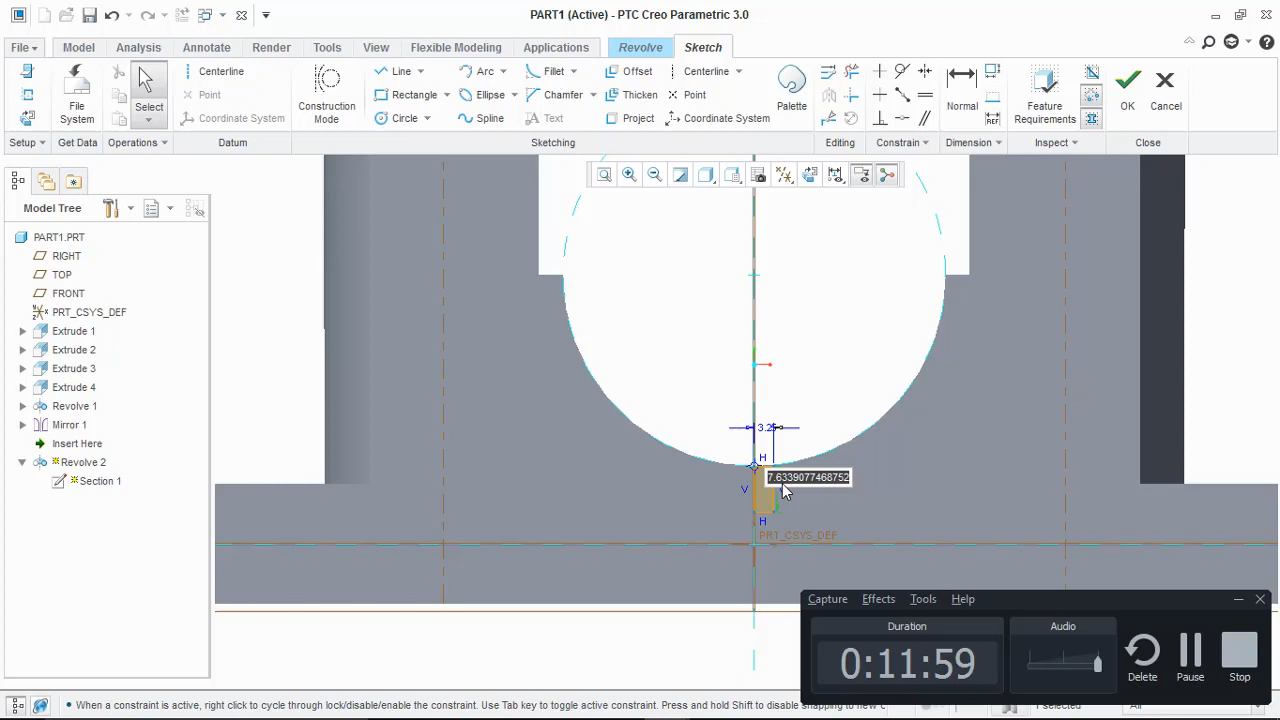 PART1 (Active) - PTC Creo Parametric 3.0
File Model Analysis Annotate Render Tools View Flexible Modeling Applications Revolve Sketch
File System
Select
Centerline
Point
Coordinate System
Construction Mode
Line Arc Fillet Offset Centerline
Rectangle Ellipse Chamfer Thicken Point
Circle Spline Text Project Coordinate System
Palette
Normal
Feature Requirements
OK Cancel
Setup Get Data Operations Datum Sketching Editing Constrain Dimension Inspect Close
Model Tree
PART1.PRT
RIGHT
TOP
FRONT
PRT_CSYS_DEF
Extrude 1
Extrude 2
Extrude 3
Extrude 4
Revolve 1
Mirror 1
Insert Here
Revolve 2
Section 1
3.25
H
7.6339077468752
V
H
PRT_CSYS_DEF
Capture Effects Tools Help
Duration Audio
0:11:59
Delete Pause Stop
When constraint is active, right click to cycle through lock/disable/enable the constraint. Use Tab key to toggle active constraint. Press and hold Shift to disable snapping to new